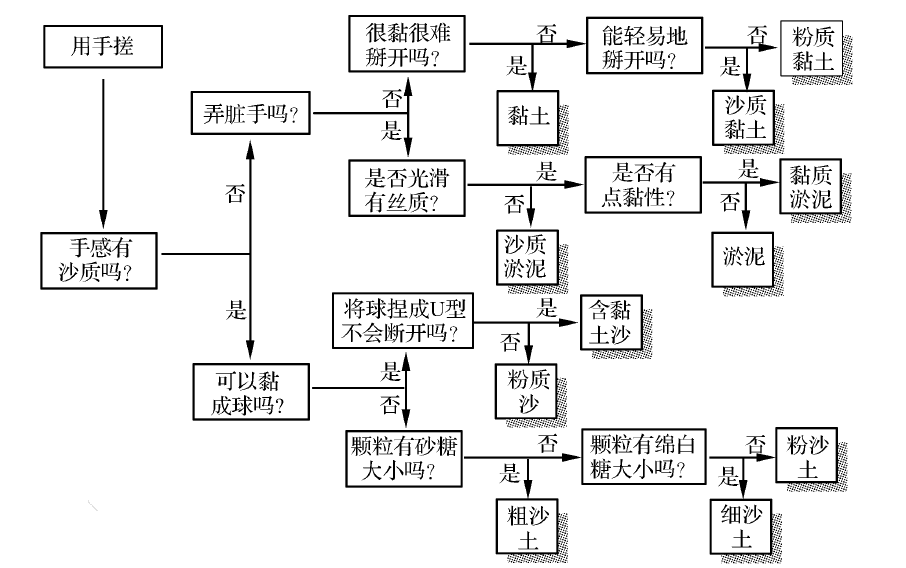 用手搓
手感有
沙质吗?
否
是
弄脏手吗?
否
是
很黏很难
掰开吗?
否
是
黏土
能轻易地
掰开吗?
否
是
粉质
黏土
沙质
黏土
是否光滑
有丝质?
是
否
沙质
淤泥
是否有
点黏性?
是
否
黏质
淤泥
淤泥
可以黏
成球吗?
是
否
将球捏成U型
不会断开吗?
是
否
含黏
土沙
粉质
沙
颗粒有砂糖
大小吗?
否
是
粗沙
土
颗粒有绵白
糖大小吗?
否
是
粉沙
土
细沙
土